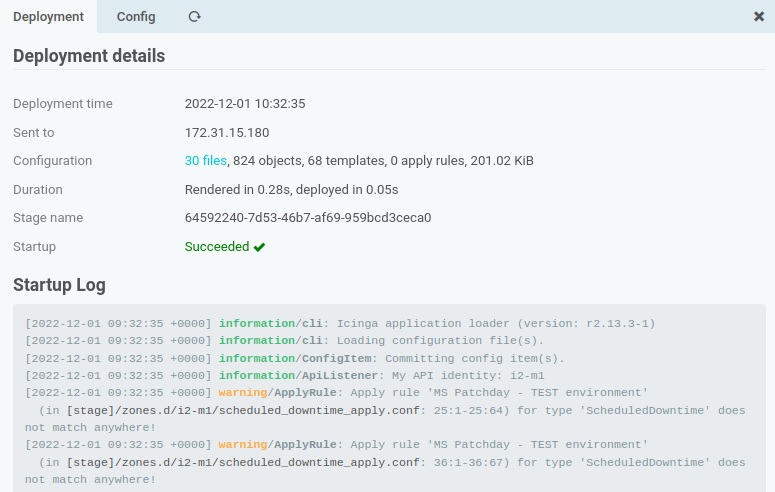 Deployment Config
Deployment details
Deployment time 2022-12-01 10:32:35
Sent to 172.31.15.180
Configuration 30 files, 824 objects, 68 templates, 0 apply rules, 201.02 KiB
Duration Rendered in 0.28s, deployed in 0.05s
Stage name 64592240-7d53-46b7-af69-959bcd3ceca0
Startup Succeeded
Startup Log
[2022-12-01 09:32:35 +0000] information/cli: Icinga application loader (version: r2.13.3-1)
[2022-12-01 09:32:35 +0000] information/cli: Loading configuration file(s).
[2022-12-01 09:32:35 +0000] information/ConfigItem: Committing config item(s).
[2022-12-01 09:32:35 +0000] information/ApiListener: My API identity: i2-m1
[2022-12-01 09:32:35 +0000] warning/ApplyRule: Apply rule 'MS Patchday - TEST environment'
(in [stage]/zones.d/i2-m1/scheduled_downtime_apply.conf: 25:1-25:64) for type 'ScheduledDowntime' does
not match anywhere!
[2022-12-01 09:32:35 +0000] warning/ApplyRule: Apply rule 'MS Patchday - TEST environment'
(in [stage]/zones.d/i2-m1/scheduled_downtime_apply.conf: 36:1-36:67) for type 'ScheduledDowntime' does
not match anywhere!